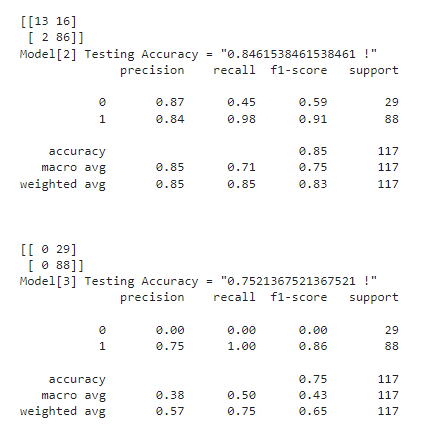 [[13 16]
 [ 2 86]]
Model[2] Testing Accuracy = "0.8461538461538461 !"
              precision    recall  f1-score   support

           0       0.87      0.45      0.59        29
           1       0.84      0.98      0.91        88

    accuracy                           0.85       117
   macro avg       0.85      0.71      0.75       117
weighted avg       0.85      0.85      0.83       117

[[ 0 29]
 [ 0 88]]
Model[3] Testing Accuracy = "0.7521367521367521 !"
              precision    recall  f1-score   support

           0       0.00      0.00      0.00        29
           1       0.75      1.00      0.86        88

    accuracy                           0.75       117
   macro avg       0.38      0.50      0.43       117
weighted avg       0.57      0.75      0.65       117